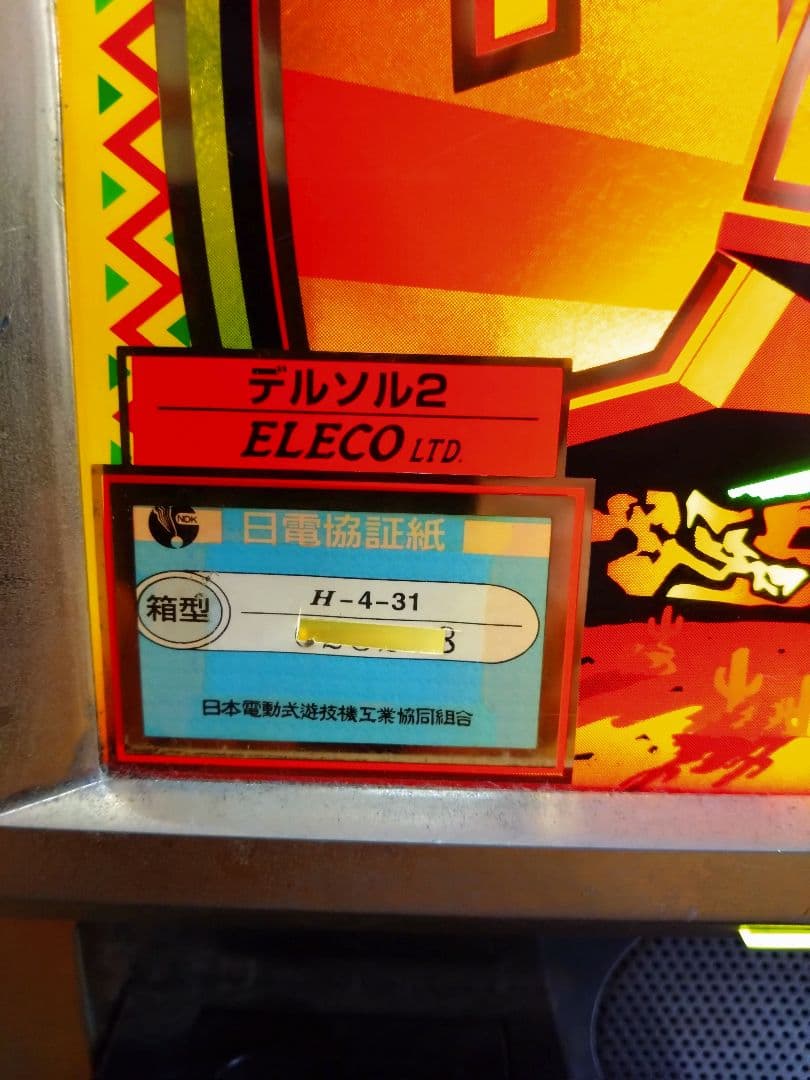 デルソル2
ELECO LTD.
NDK
日電協証紙
箱型
H-4-31
日本電動式遊技機工業協同組合